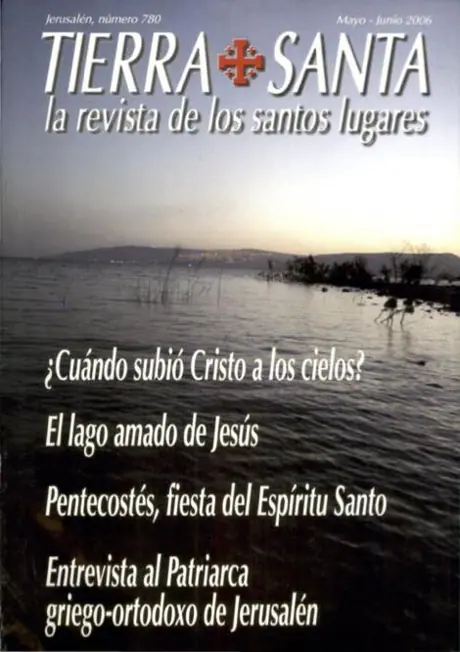 Jerusalén, número 780
Mayo - Junio 2006
TIERRA SANTA
la revista de los santos lugares
¿Cuándo subió Cristo a los cielos?
El lago amado de Jesús
Pentecostés, fiesta del Espíritu Santo
Entrevista al Patriarca
griego-ortodoxo de Jerusalén